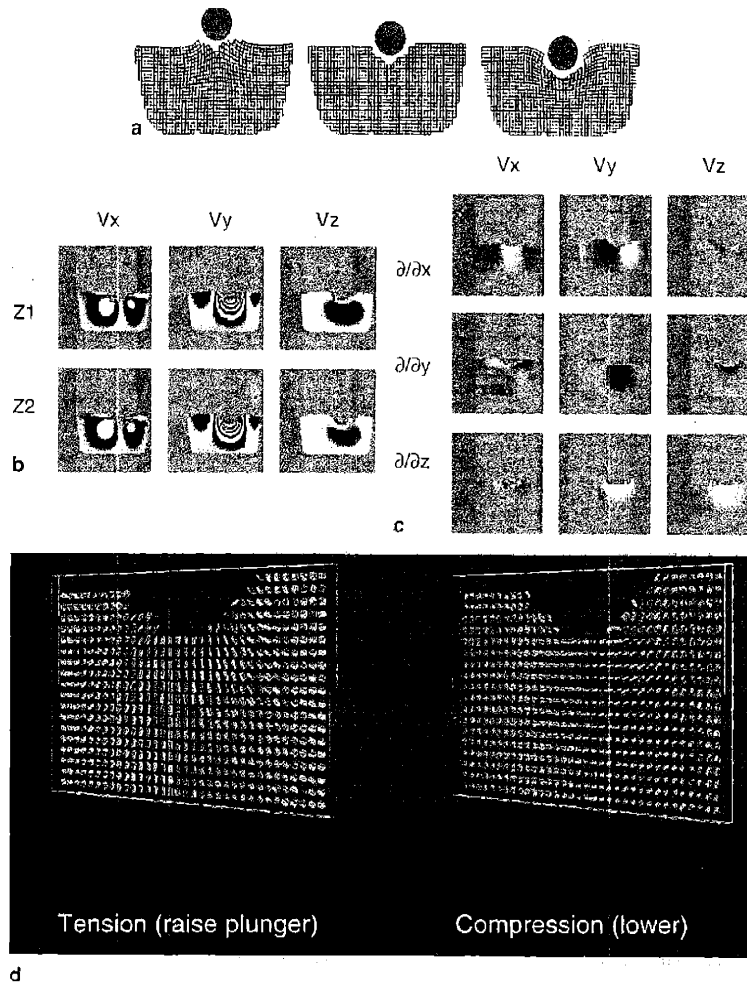 a
Vx Vy Vz
Z1
Z2
b
Vx Vy Vz
∂/∂x
∂/∂y
∂/∂z
c
Tension (raise plunger) Compression (lower)
d